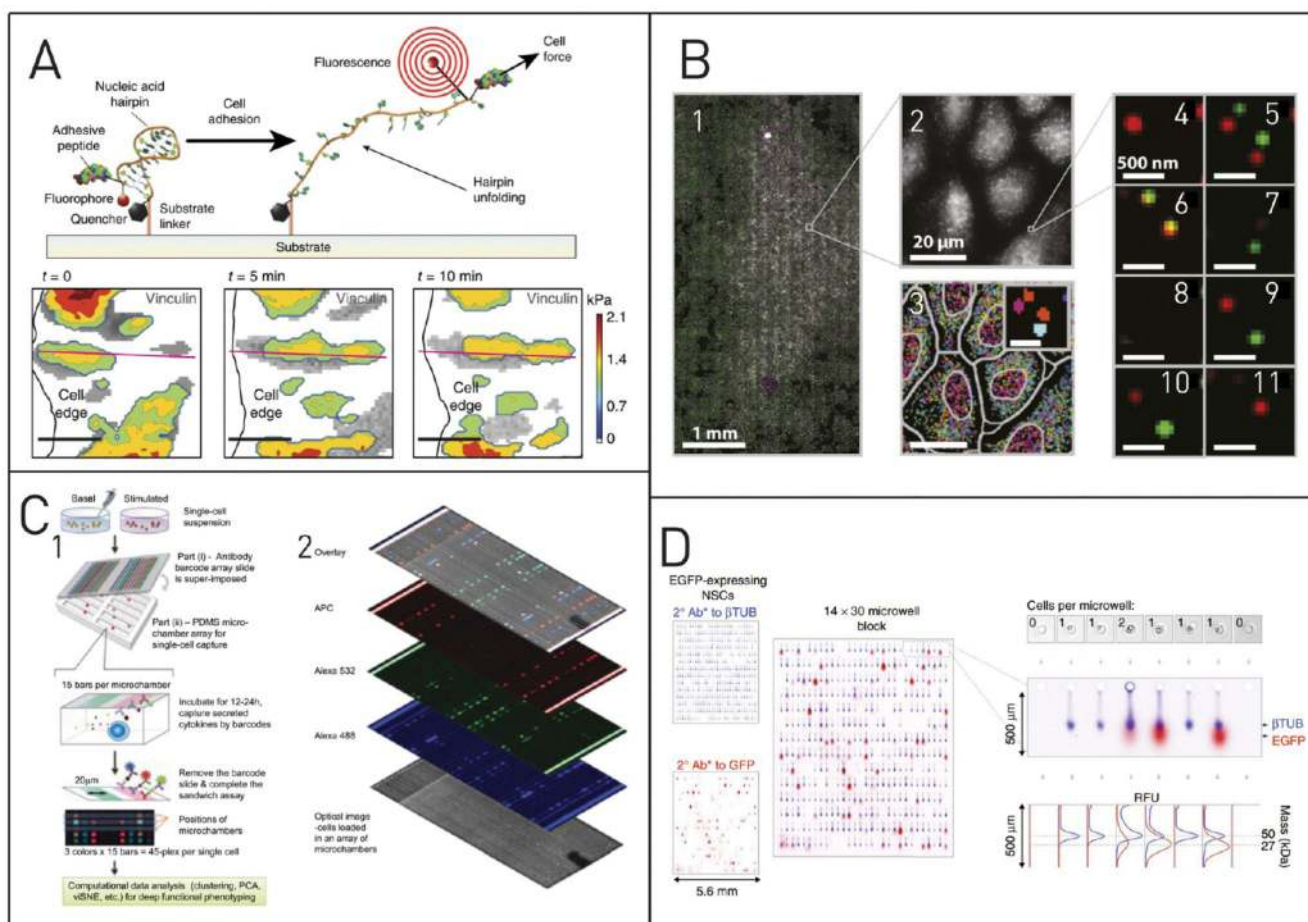 A
Nucleic acid
hairpin
Adhesive
peptide
Fluorophore
Quencher
Substrate
linker
Cell
adhesion
Fluorescence
Cell
force
Hairpin
unfolding
Substrate
t = 0
t = 5 min
t = 10 min
Vinculin
Vinculin
Vinculin
Cell
edge
Cell
edge
Cell
edge
kPa
2.1
1.4
0.7
0
B
1
1 mm
2
20 µm
3
4
500 nm
5
6
7
8
9
10
11
C
1
Basal
Stimulated
Single-cell
suspension
Part (i) - Antibody
barcode array slide
is super-imposed
Part (ii) – PDMS micro-
chamber array for
single-cell capture
15 bars per microchamber
Incubate for 12-24h,
capture secreted
cytokines by barcodes
20µm
Remove the barcode
slide & complete the
sandwich assay
Positions of
microchambers
3 colors x 15 bars = 45-plex per single cell
Computational data analysis (clustering, PCA,
viSNE, etc.) for deep functional phenotyping
2
Overlay
APC
Alexa 532
Alexa 488
Optical image
-cells loaded
in an array of
microchambers
D
EGFP-expressing
NSCs
2° Ab* to βTUB
2° Ab* to GFP
5.6 mm
14 × 30 microwell
block
Cells per microwell:
0 1 1 2 1 1 1 0
500 µm
βTUB
EGFP
RFU
500 µm
50
27
Mass (kDa)